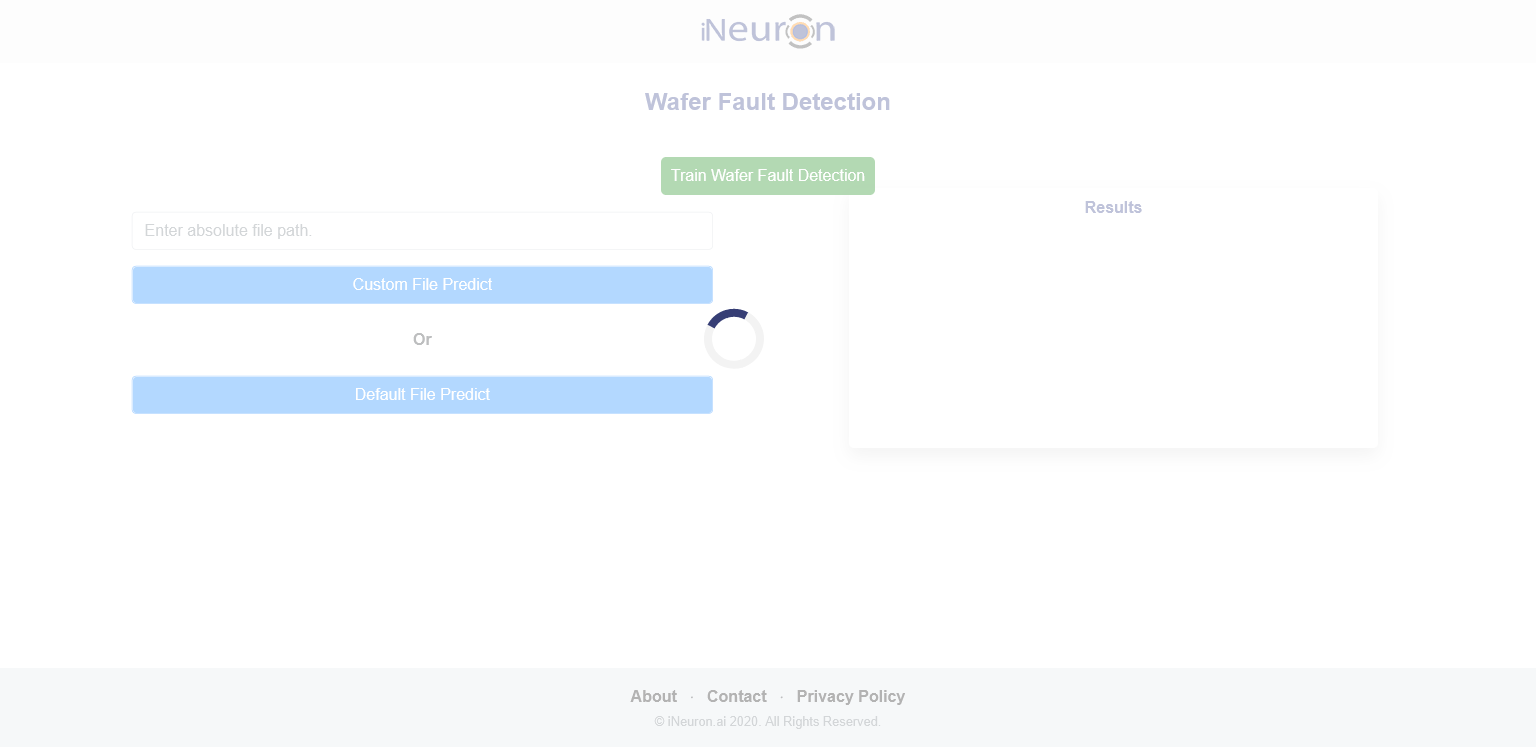 iNeuron
Wafer Fault Detection
Train Wafer Fault Detection
Enter absolute file path.
Custom File Predict
Or
Default File Predict
Results
About · Contact · Privacy Policy
© iNeuron.ai 2020. All Rights Reserved.